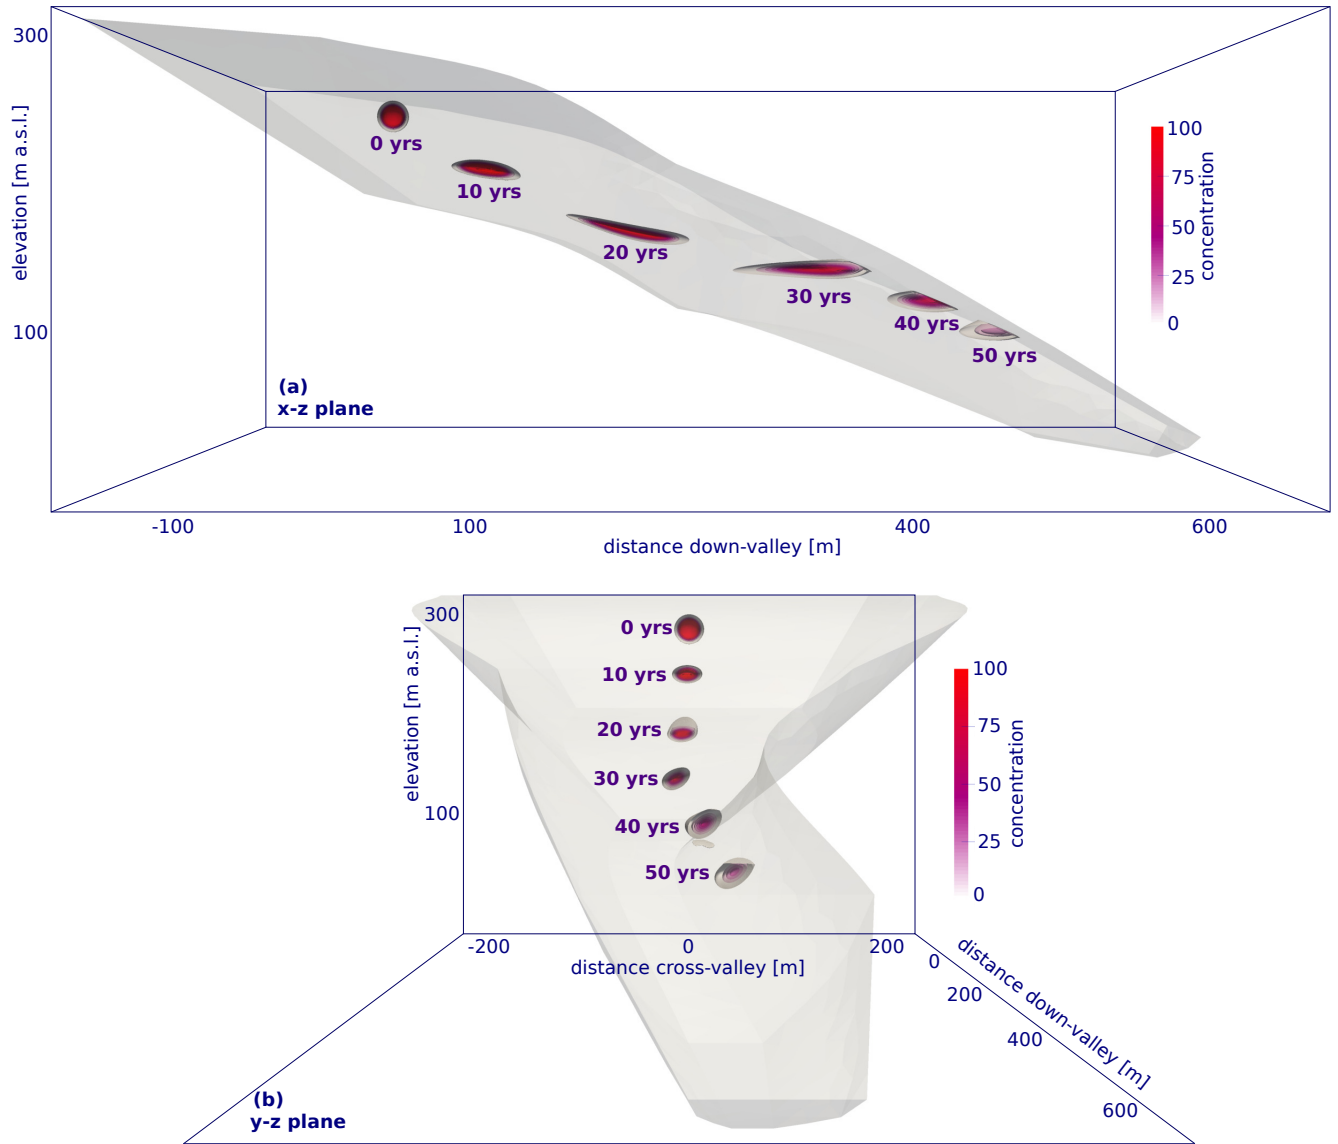 300
elevation [m a.s.l.]
100
0 yrs
10 yrs
20 yrs
30 yrs
40 yrs
50 yrs
100
75
50
25
0
concentration
(a)
x-z plane
-100
100
400
600
distance down-valley [m]
300
elevation [m a.s.l.]
100
0 yrs
10 yrs
20 yrs
30 yrs
40 yrs
50 yrs
100
75
50
25
0
concentration
-200
0
200
distance cross-valley [m]
0
200
400
600
distance down-valley [m]
(b)
y-z plane